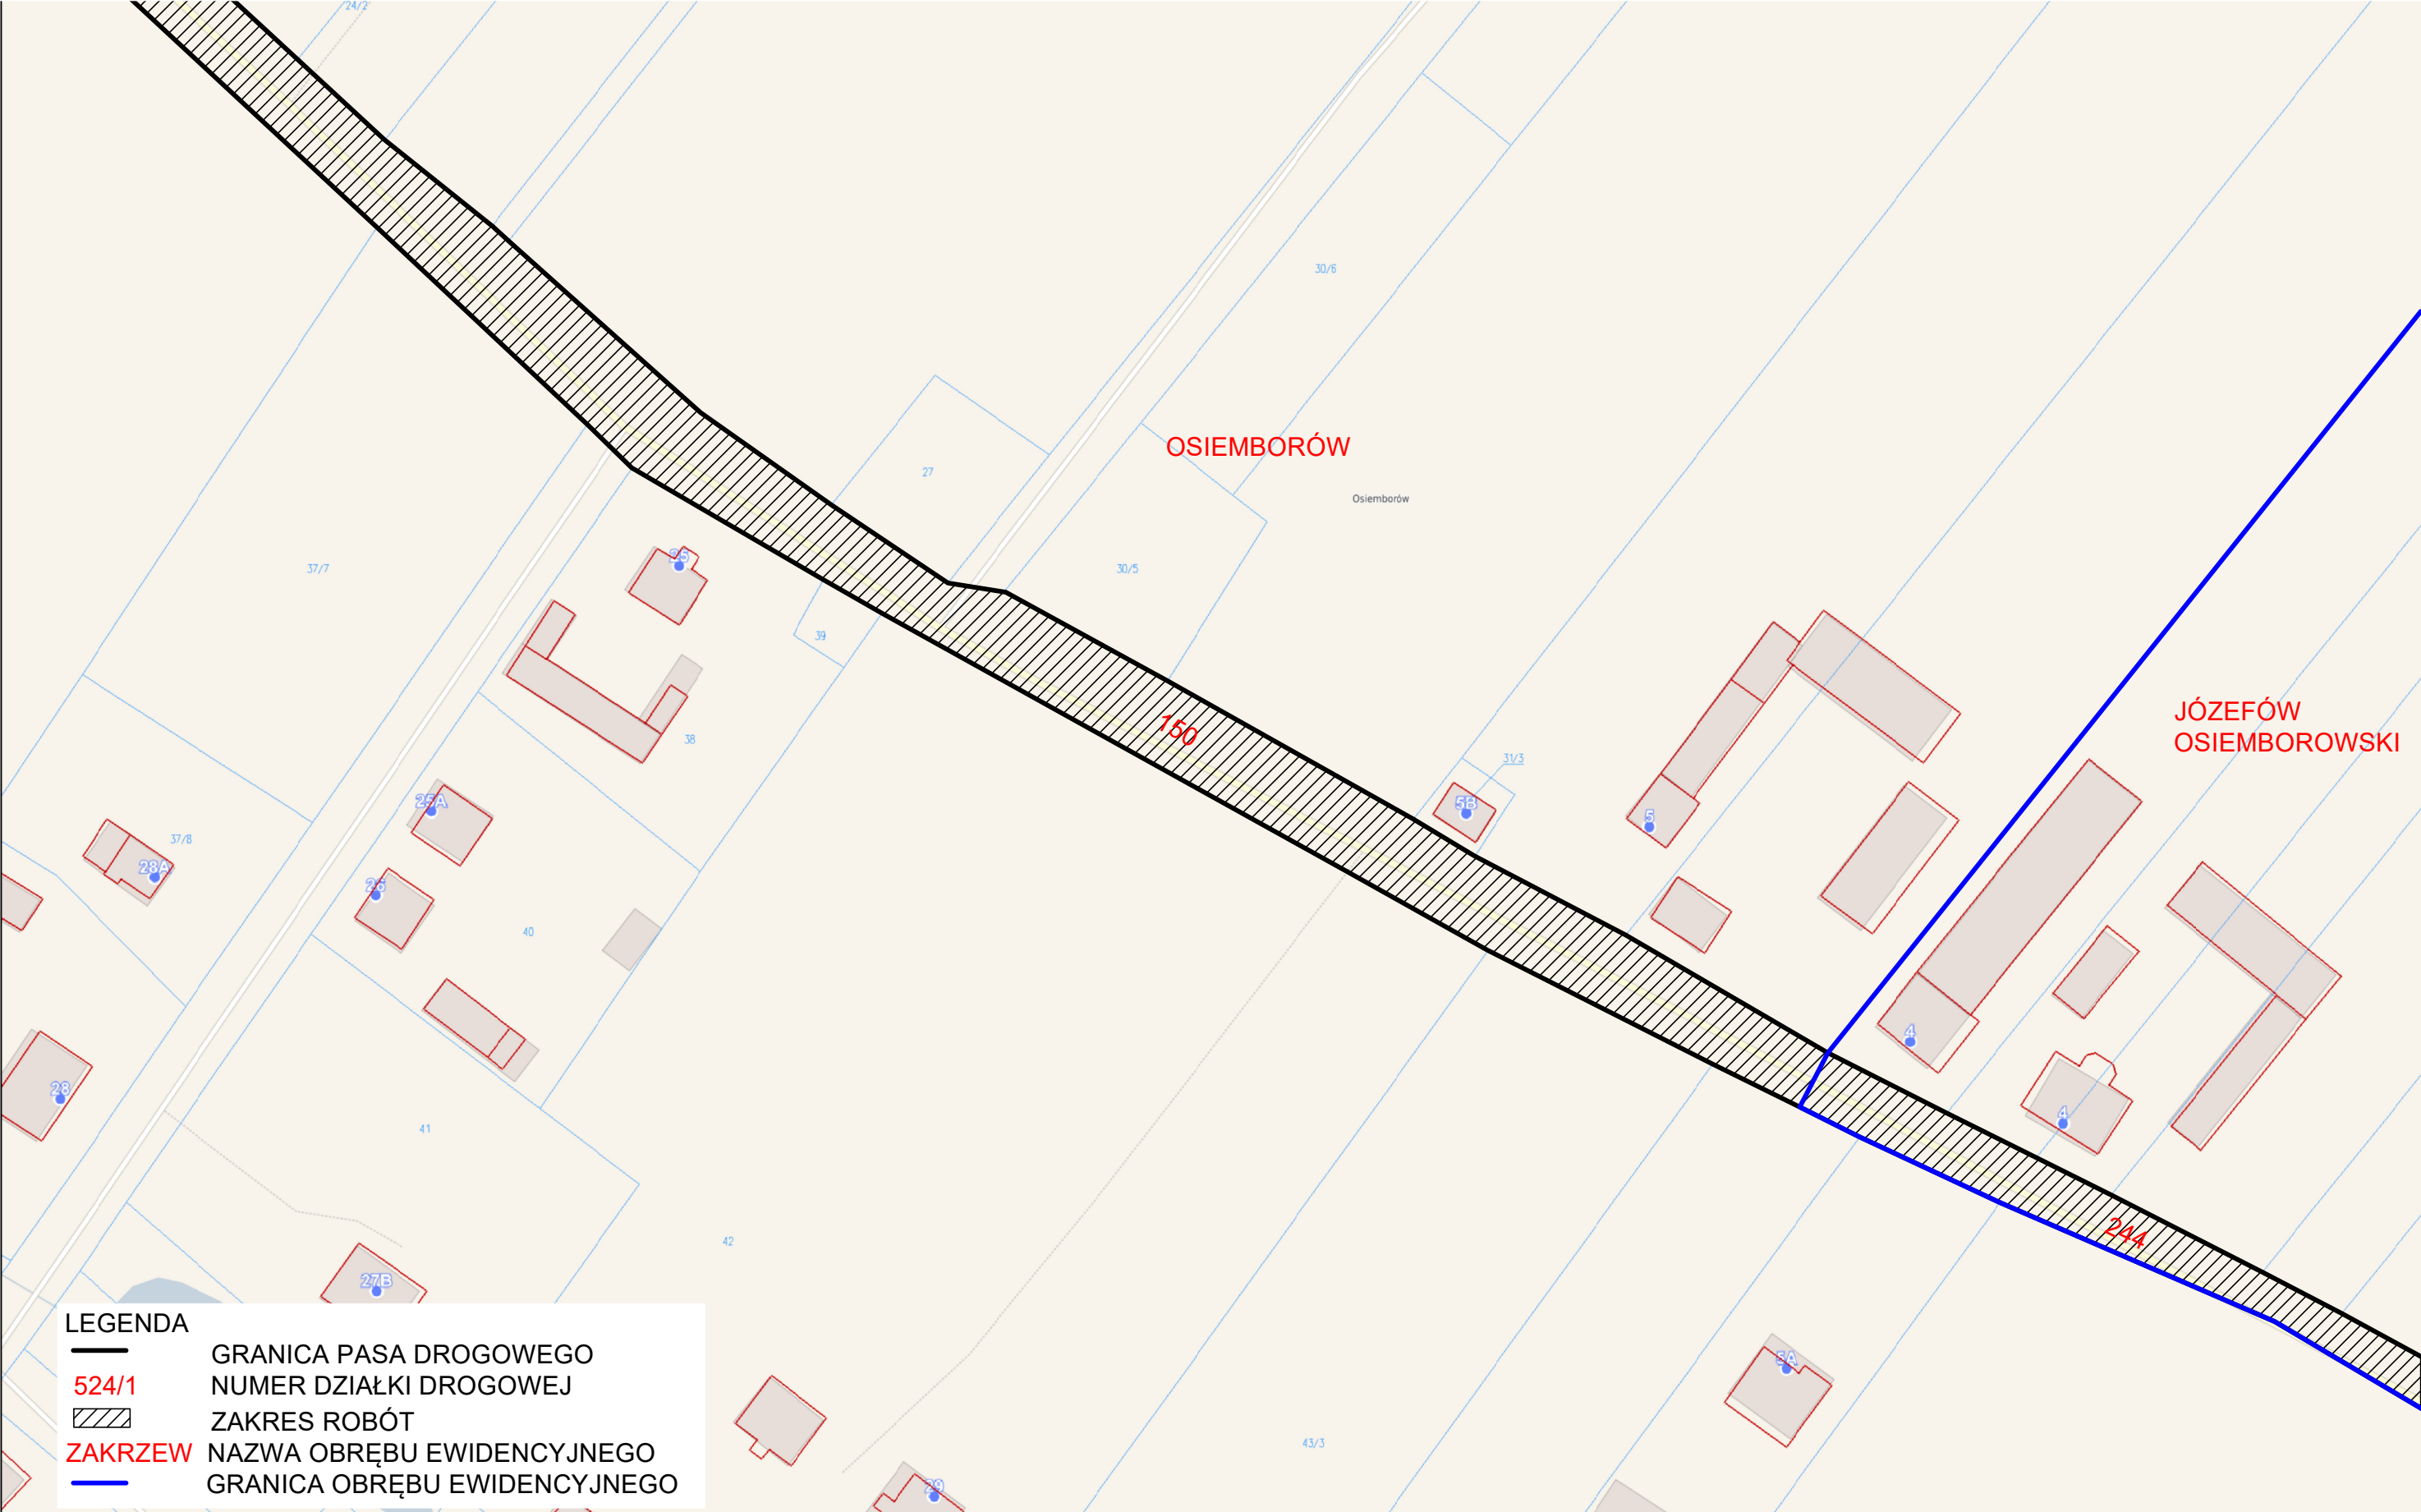 24/2
30/6
OSIEMBORÓW
27
Osiemborów
25
37/7
30/5
39
JÓZEFÓW
OSIEMBOROWSKI
150
38
31/3
25A
5B
5
37/8
28A
26
40
4
28
4
41
244
42
27B
5A
43/3
29
LEGENDA
GRANICA PASA DROGOWEGO
524/1 NUMER DZIAŁKI DROGOWEJ
ZAKRES ROBÓT
ZAKRZEW NAZWA OBRĘBU EWIDENCYJNEGO
GRANICA OBRĘBU EWIDENCYJNEGO